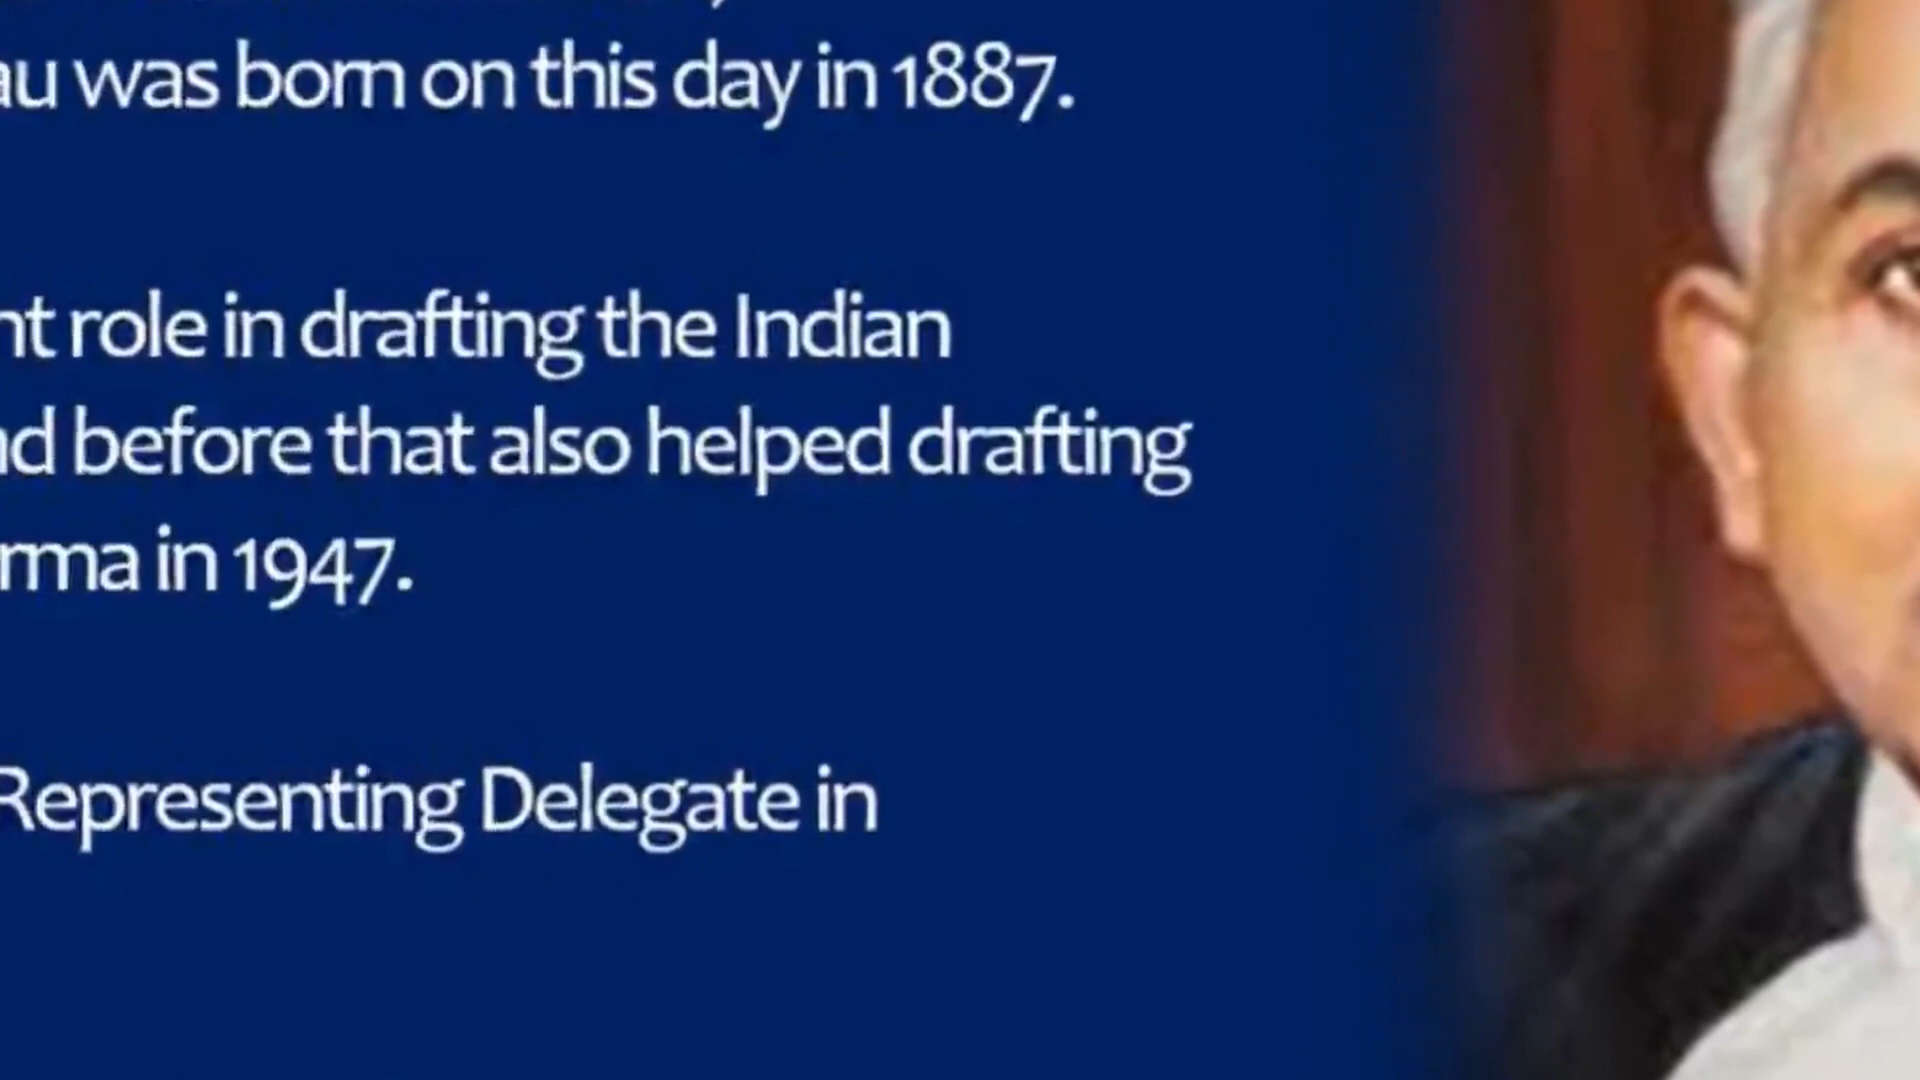 au was born on this day in 1887.
nt role in drafting the Indian
nd before that also helped drafting
rma in 1947.
Representing Delegate in